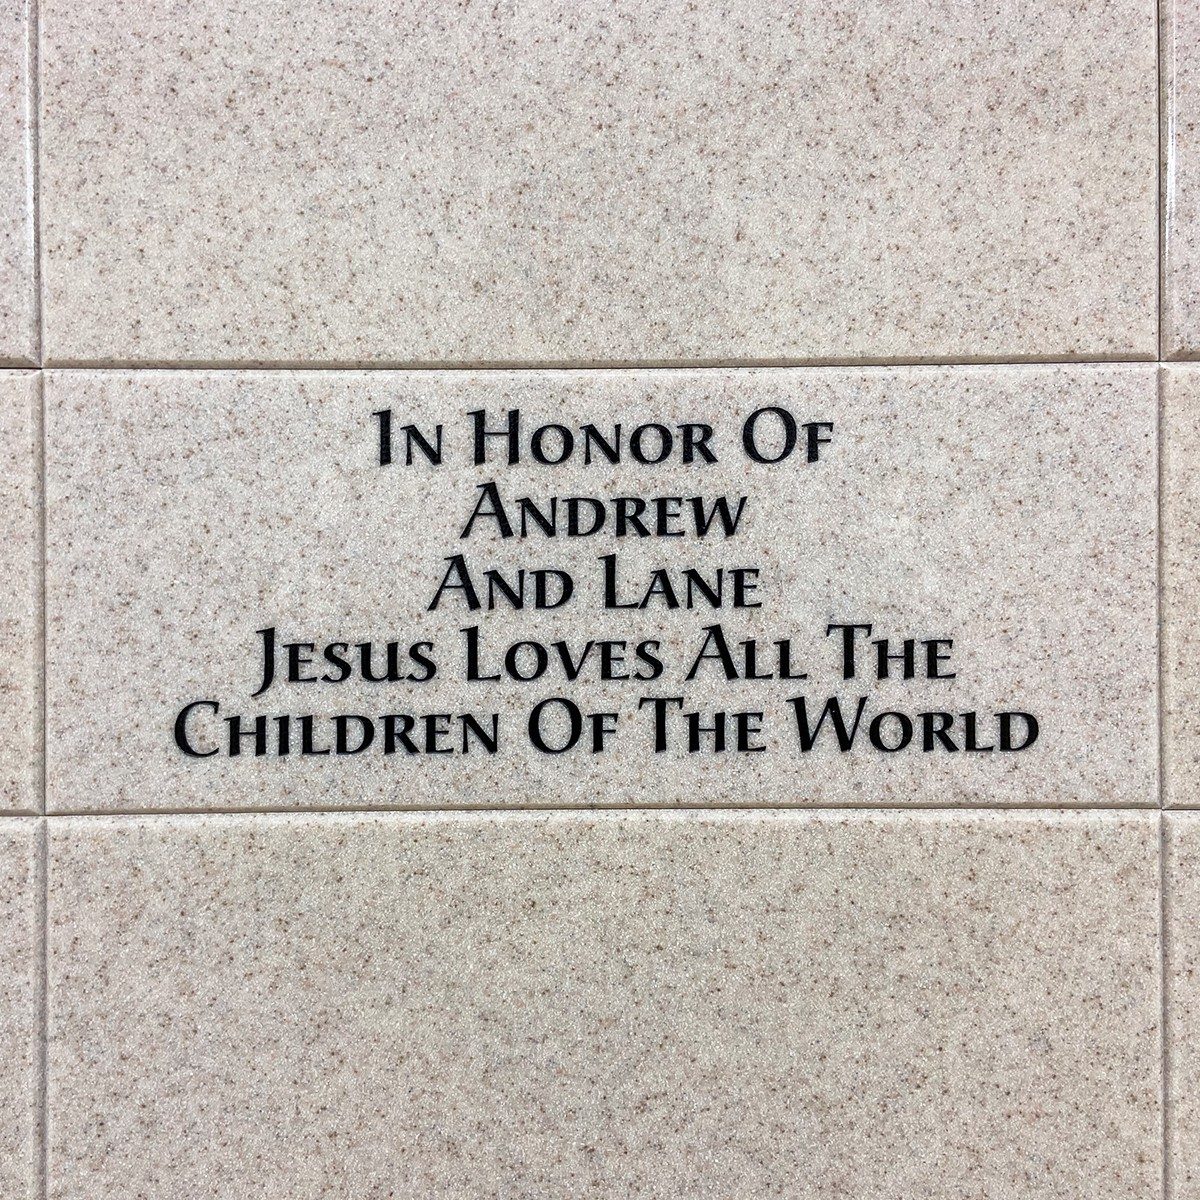 In Honor Of
Andrew
And Lane
Jesus Loves All The
Children Of The World